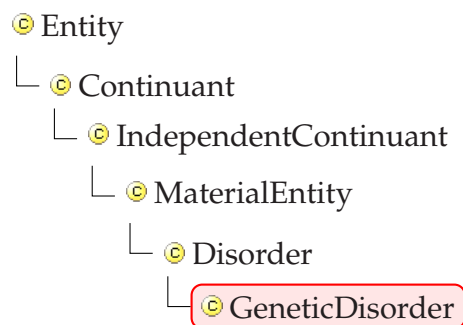 Entity
Continuant
IndependentContinuant
MaterialEntity
Disorder
GeneticDisorder